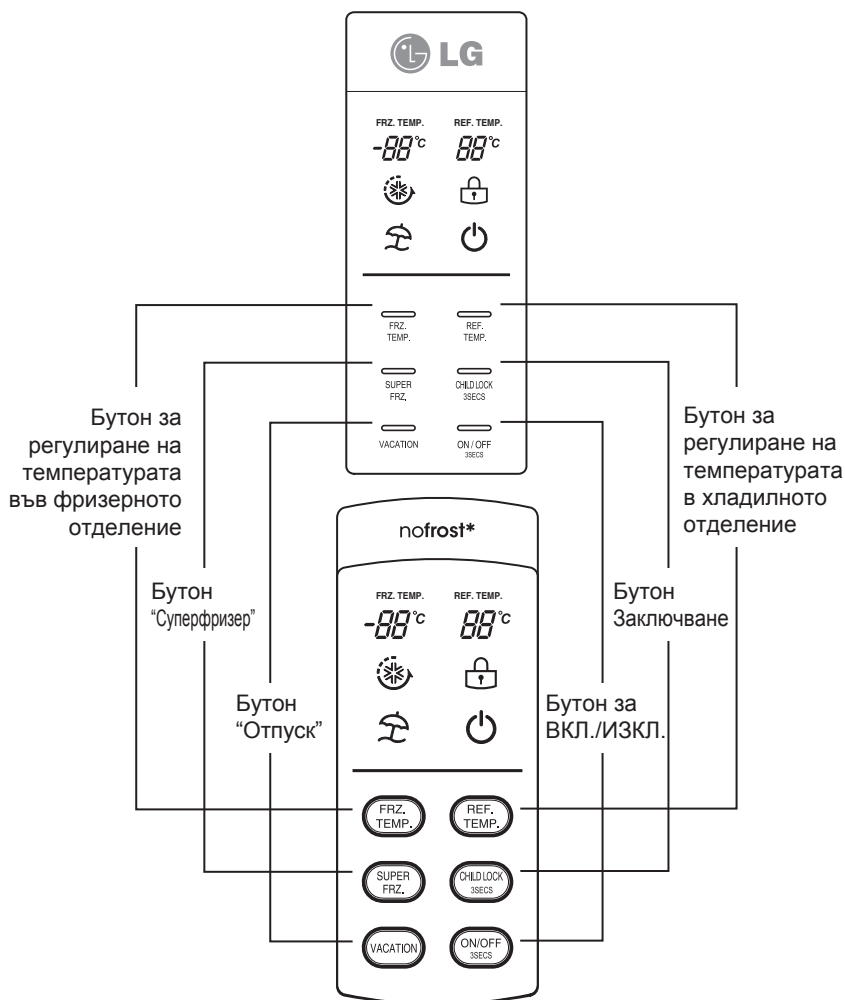 LG
FRZ. TEMP. REF. TEMP.
-88°C 88°C
FRZ. TEMP.
REF. TEMP.
SUPER FRZ.
CHILD LOCK
3SECS
VACATION
ON / OFF
3SECS
Бутон за
регулиране на
температурата
във фризерното
отделение
Бутон за
регулиране на
температурата
в хладилното
отделение
Бутон
“Суперфризер”
Бутон
Заключване
Бутон
“Отпуск”
Бутон за
ВКЛ./ИЗКЛ.
nofrost*
FRZ. TEMP. REF. TEMP.
-88°C 88°C
FRZ.
TEMP.
REF.
TEMP.
SUPER
FRZ.
CHILD LOCK
3SECS
VACATION
ON/OFF
3SECS